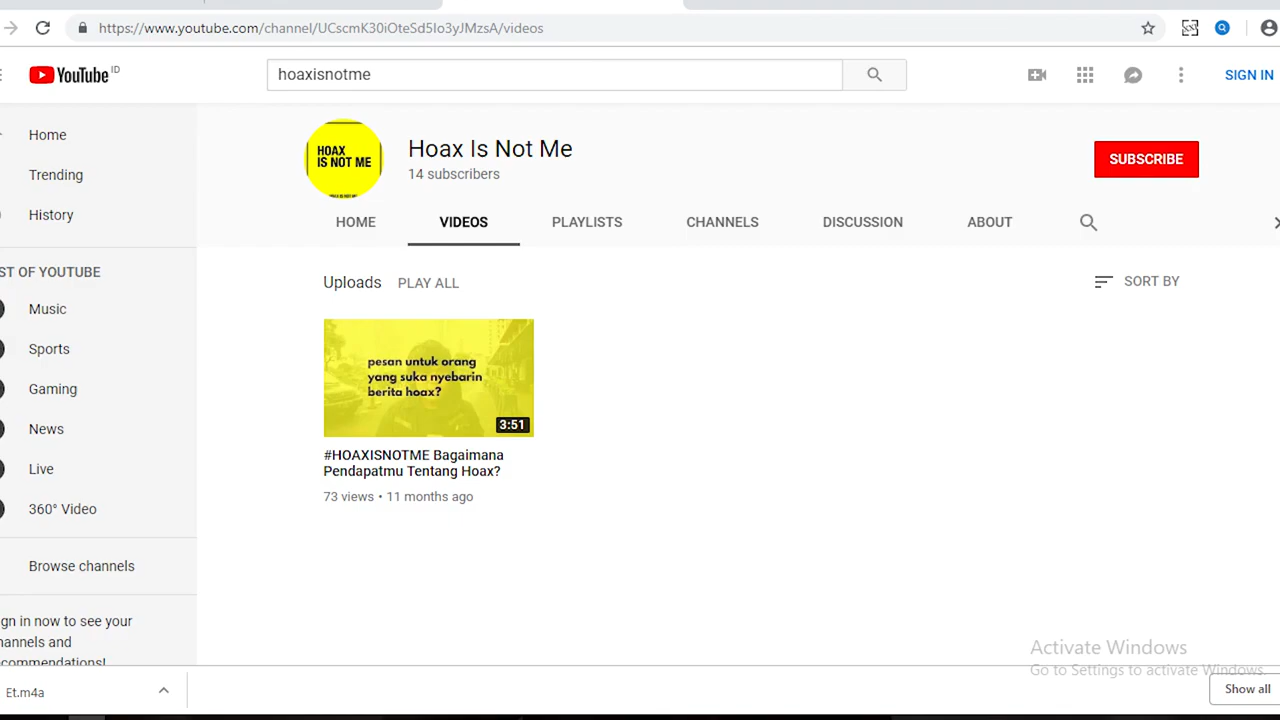 https://www.youtube.com/channel/UCscmK30iOteSd5Io3yJMzsA/videos
YouTube ID
hoaxisnotme
SIGN IN
Home
Trending
History
ST OF YOUTUBE
Music
Sports
Gaming
News
Live
360° Video
Browse channels
gn in now to see your
hannels and
commendations!
HOAX
IS NOT ME
Hoax Is Not Me
14 subscribers
SUBSCRIBE
HOME VIDEOS PLAYLISTS CHANNELS DISCUSSION ABOUT
Uploads PLAY ALL
SORT BY
pesan untuk orang
yang suka nyebarin
berita hoax?
3:51
#HOAXISNOTME Bagaimana
Pendapatmu Tentang Hoax?
73 views • 11 months ago
Activate Windows
Go to Settings to activate Windows.
Et.m4a
Show all